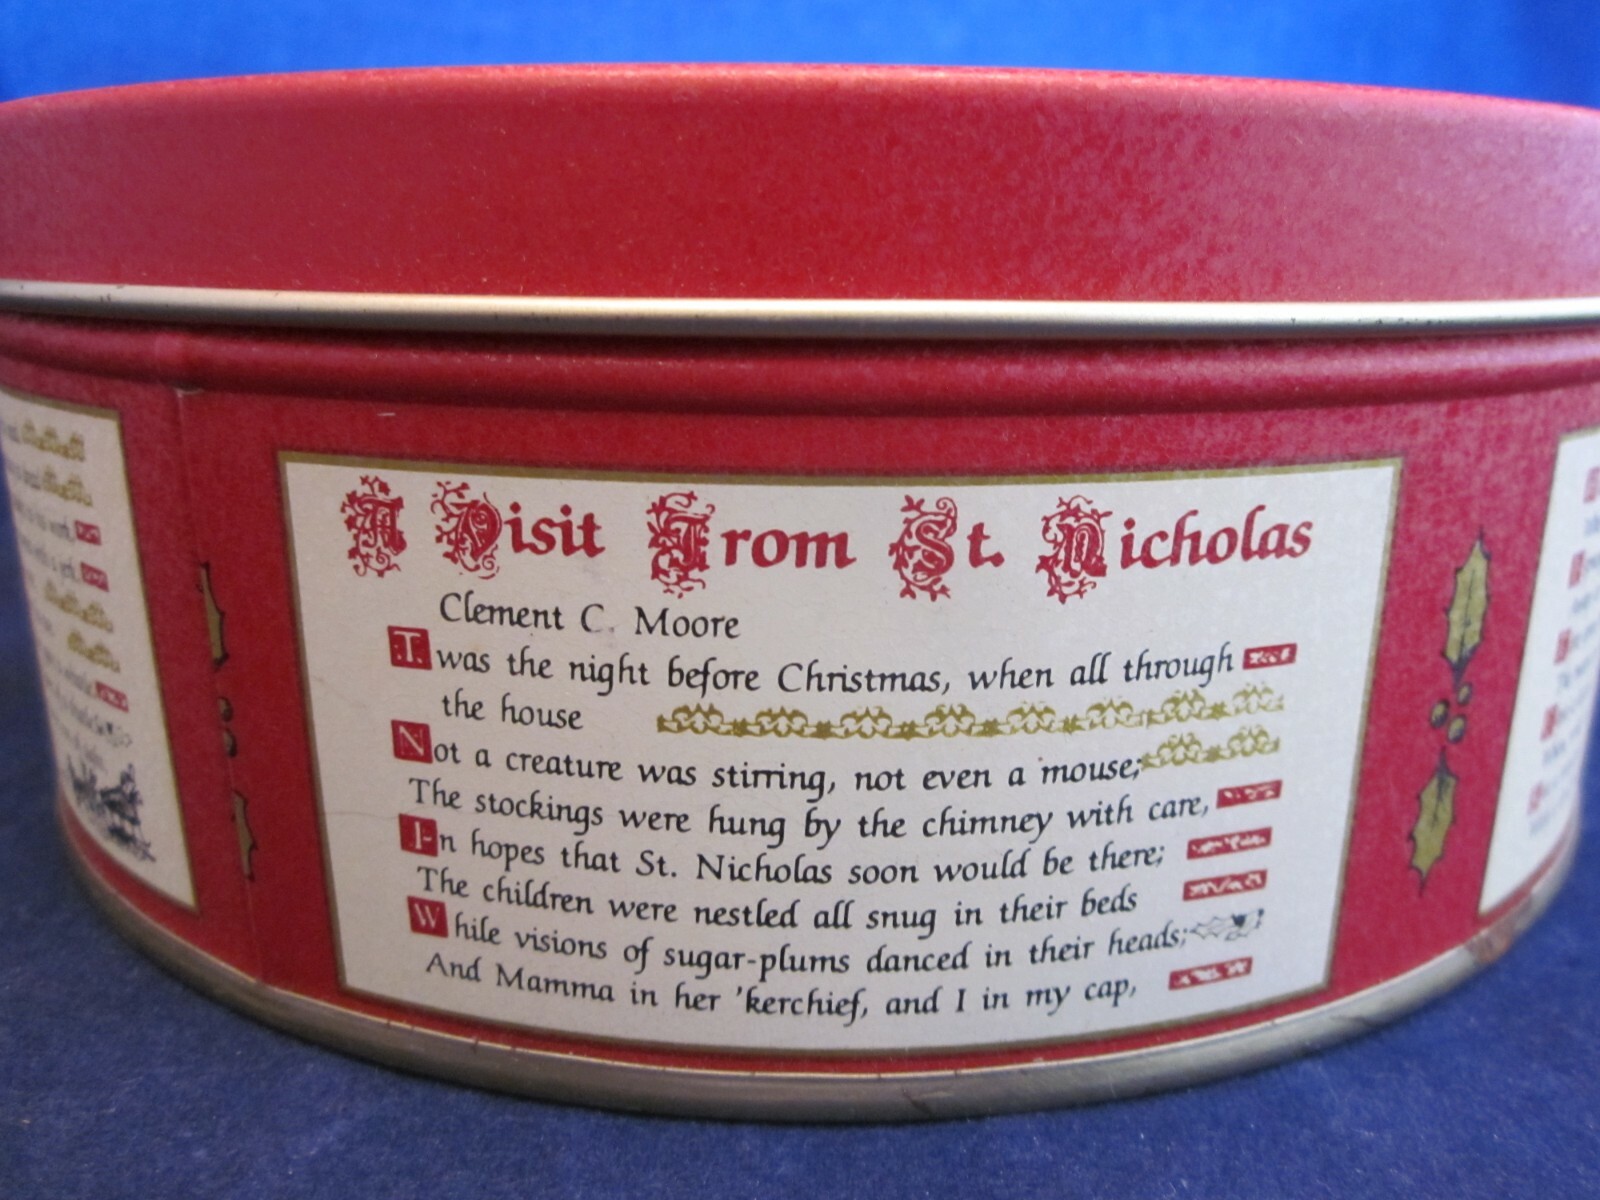 A Visit From St. Nicholas
Clement C. Moore
T was the night before Christmas, when all through
the house
Not a creature was stirring, not even a mouse;
The stockings were hung by the chimney with care,
In hopes that St. Nicholas soon would be there;
The children were nestled all snug in their beds
While visions of sugar-plums danced in their heads;
And Mamma in her 'kerchief, and I in my cap,